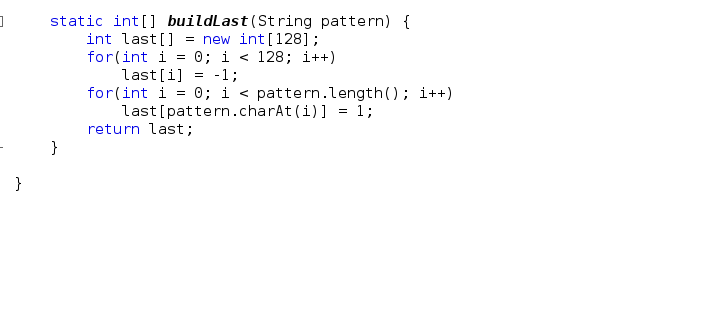 static int[] buildLast(String pattern) {
int last[] = new int[128];
for(int i = 0; i < 128; i++)
last[i] = -1;
for(int i = 0; i < pattern.length(); i++)
last[pattern.charAt(i)] = 1;
return last;
}
}